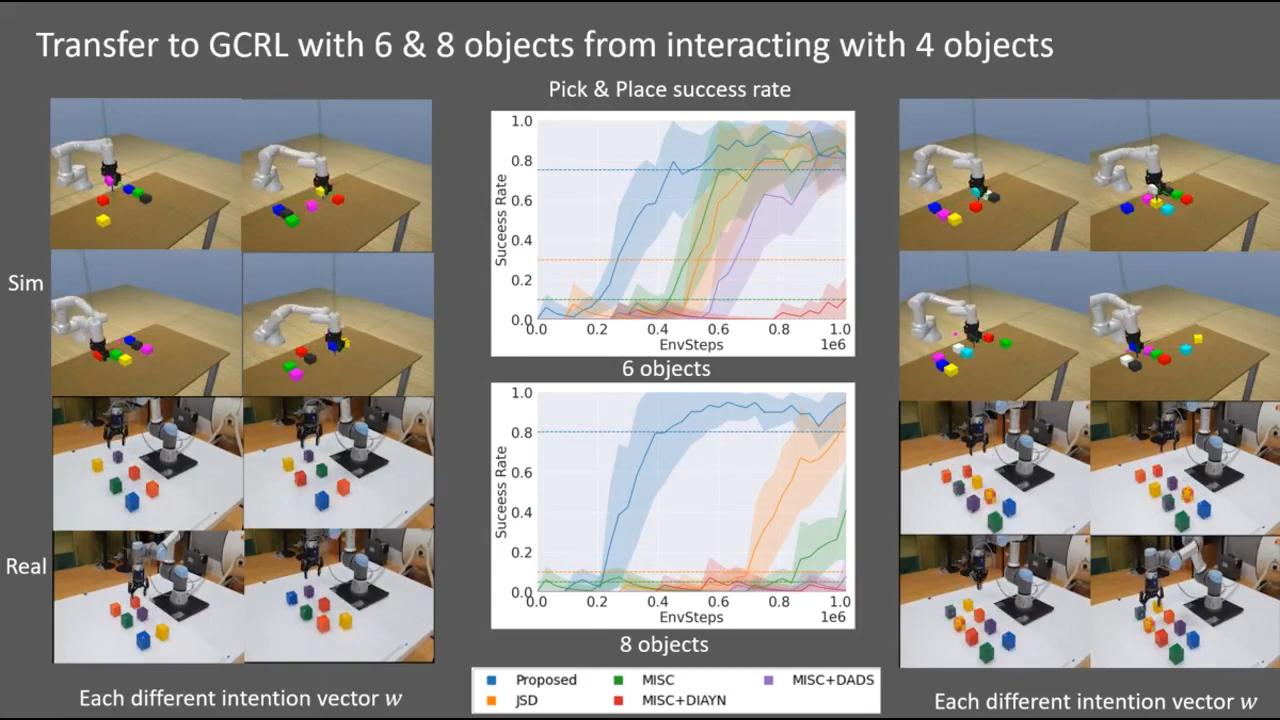 Transfer to GCRL with 6 & 8 objects from interacting with 4 objects
Pick & Place success rate
Sim
Real
Suceess Rate
1.0
0.8
0.6
0.4
0.2
0.0
0.0 0.2 0.4 0.6 0.8 1.0
EnvSteps 1e6
6 objects
Suceess Rate
1.0
0.8
0.6
0.4
0.2
0.0
0.0 0.2 0.4 0.6 0.8 1.0
EnvSteps 1e6
8 objects
Proposed MISC MISC+DADS
JSD MISC+DIAYN
Each different intention vector w
Each different intention vector w